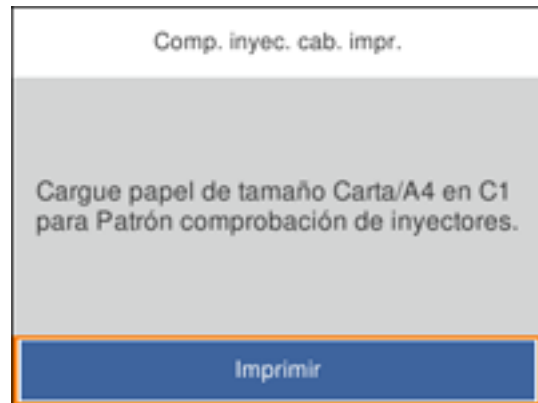 Comp. inyec. cab. impr.
Cargue papel de tamaño Carta/A4 en C1
para Patrón comprobación de inyectores.
Imprimir